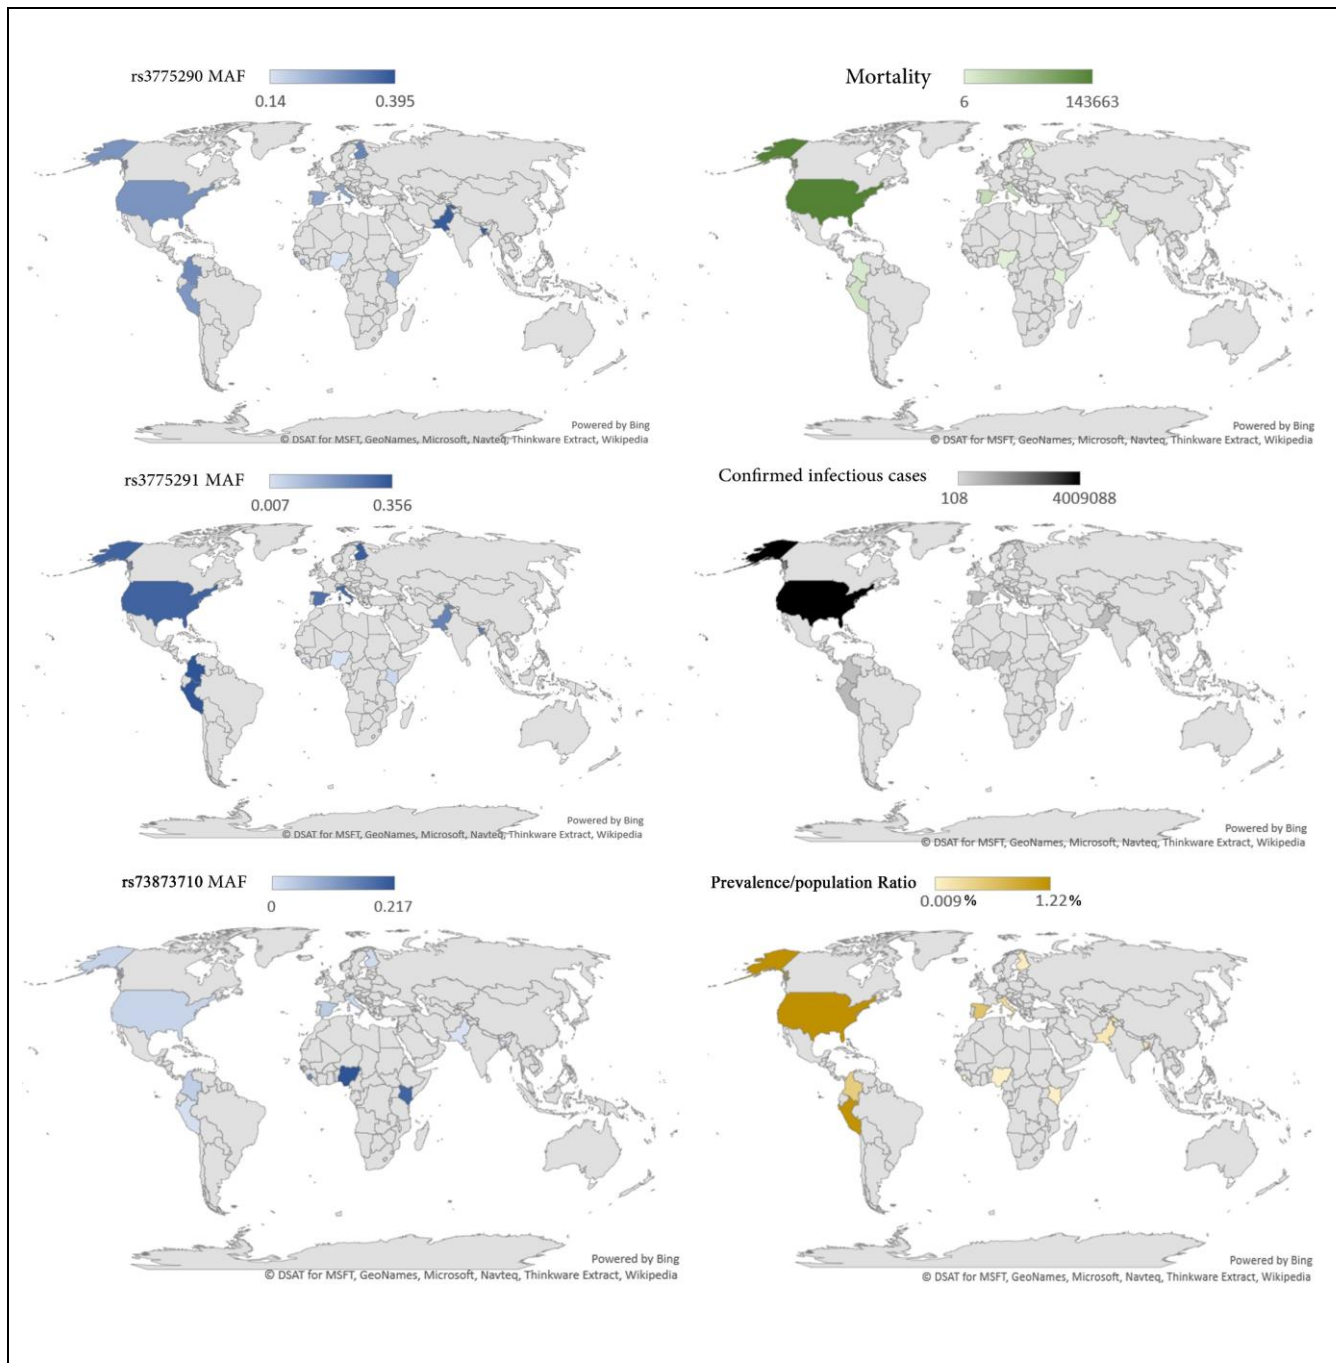 rs3775290 MAF
0.14 0.395
Powered by Bing
© DSAT for MSFT, GeoNames, Microsoft, Navteq, Thinkware Extract, Wikipedia
Mortality
6 143663
Powered by Bing
© DSAT for MSFT, GeoNames, Microsoft, Navteq, Thinkware Extract, Wikipedia
rs3775291 MAF
0.007 0.356
Powered by Bing
© DSAT for MSFT, GeoNames, Microsoft, Navteq, Thinkware Extract, Wikipedia
Confirmed infectious cases
108 4009088
Powered by Bing
© DSAT for MSFT, GeoNames, Microsoft, Navteq, Thinkware Extract, Wikipedia
rs73873710 MAF
0 0.217
Powered by Bing
© DSAT for MSFT, GeoNames, Microsoft, Navteq, Thinkware Extract, Wikipedia
Prevalence/population Ratio
0.009% 1.22%
Powered by Bing
© DSAT for MSFT, GeoNames, Microsoft, Navteq, Thinkware Extract, Wikipedia